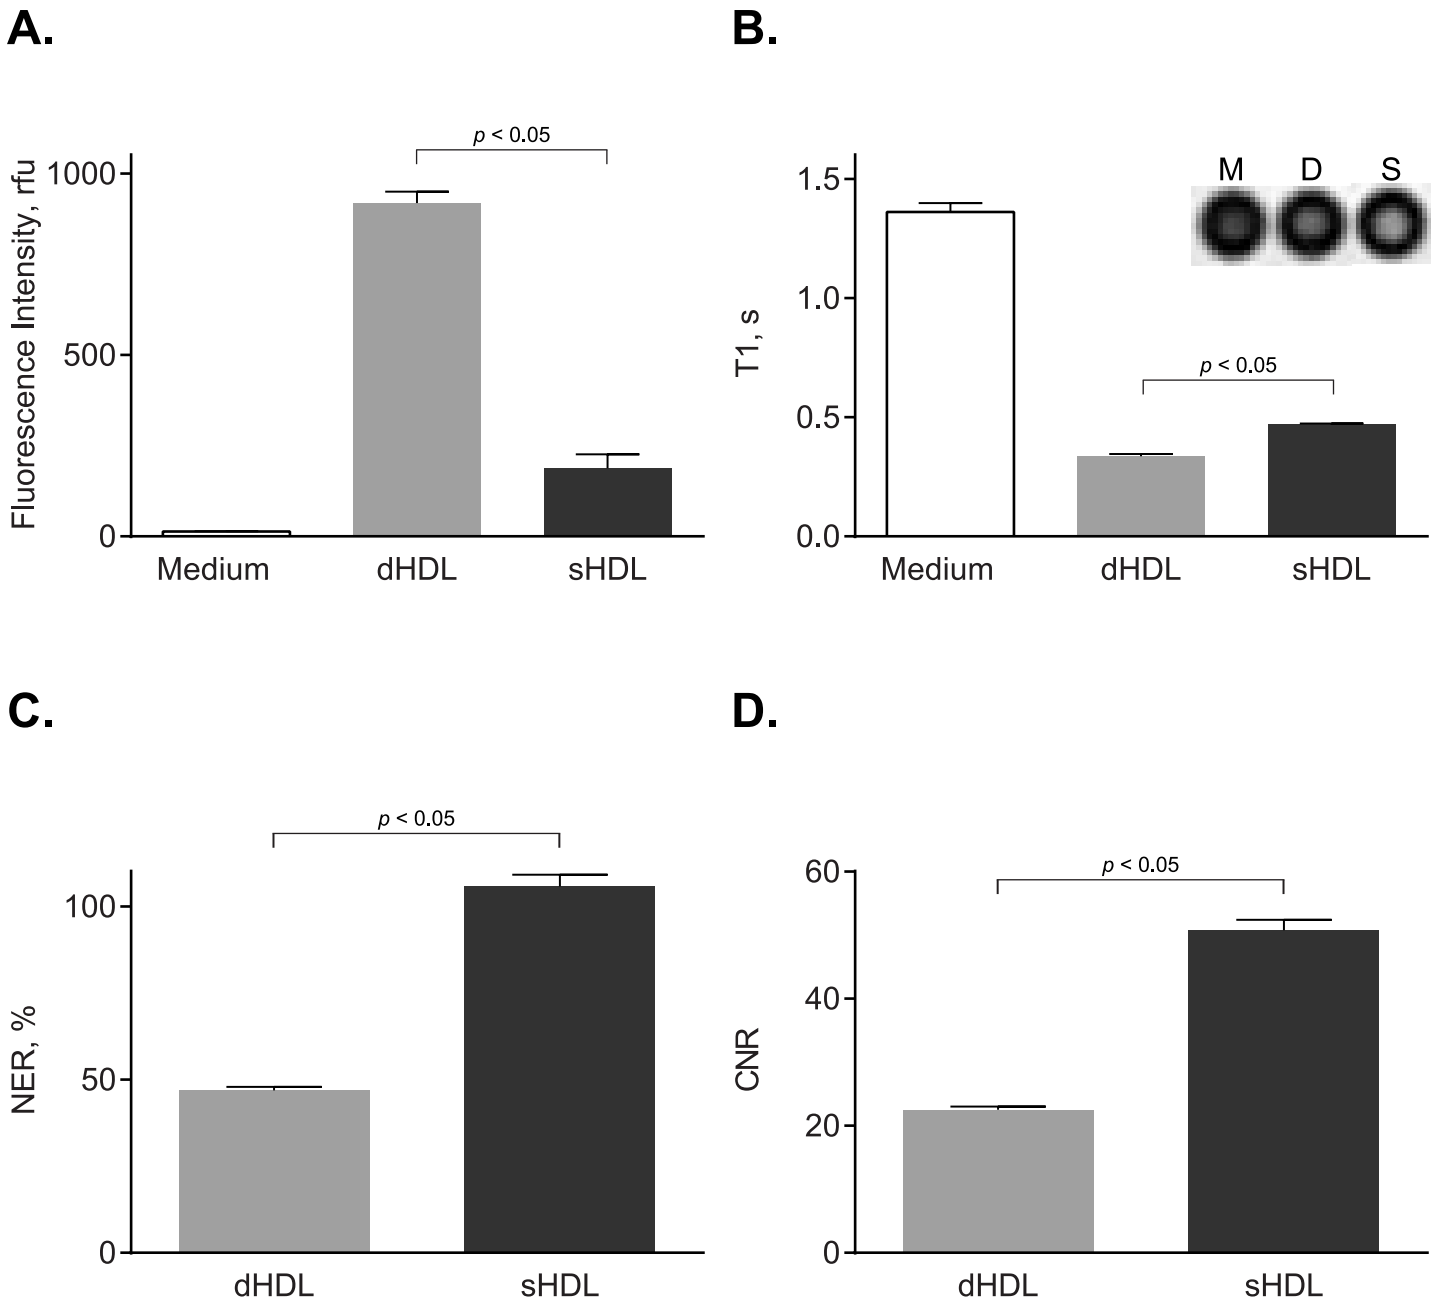 A.
p < 0.05
Fluorescence Intensity, rfu
1000
500
0
Medium dHDL sHDL
B.
M D S
1.5
1.0
0.5
0.0
T1, s
p < 0.05
Medium dHDL sHDL
C.
p < 0.05
NER, %
100
50
0
dHDL sHDL
D.
p < 0.05
CNR
60
40
20
0
dHDL sHDL